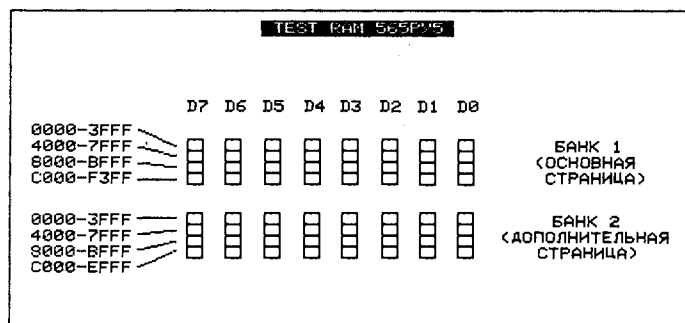 TEST RAM 565РУ5
D7 D6 D5 D4 D3 D2 D1 D0
0000-3FFF
4000-7FFF
8000-BFFF
C000-F3FF
БАНК 1
(ОСНОВНАЯ
СТРАНИЦА)
0000-3FFF
4000-7FFF
8000-BFFF
C000-EFFF
БАНК 2
(ДОПОЛНИТЕЛЬНАЯ
СТРАНИЦА)